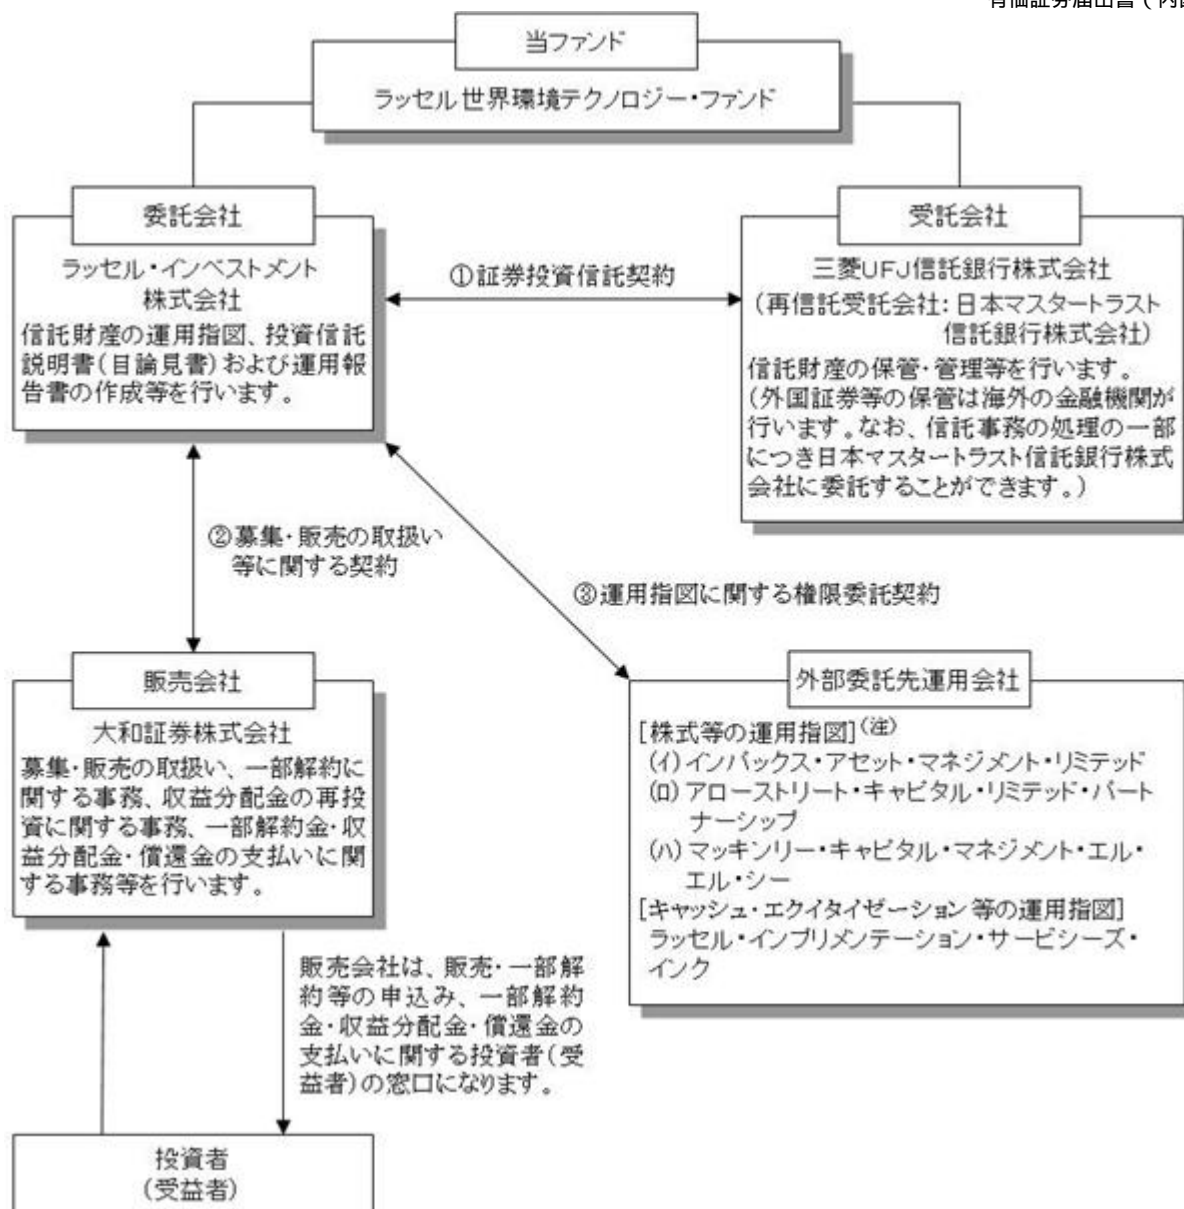 有価証券届出書(内
当ファンド
ラッセル世界環境テクノロジー・ファンド
委託会社
ラッセル・インベストメント
株式会社
信託財産の運用指図、投資信託
説明書(目論見書)および運用報
告書の作成等を行います。
①証券投資信託契約
受託会社
三菱UFJ信託銀行株式会社
(再信託受託会社:日本マスタートラスト
信託銀行株式会社)
信託財産の保管・管理等を行います。
(外国証券等の保管は海外の金融機関が
行います。なお、信託事務の処理の一部
につき日本マスタートラスト信託銀行株式
会社に委託することができます。)
②募集・販売の取扱い
等に関する契約
③運用指図に関する権限委託契約
販売会社
大和証券株式会社
募集・販売の取扱い、一部解約に
関する事務、収益分配金の再投
資に関する事務、一部解約金・収
益分配金・償還金の支払いに関
する事務等を行います。
外部委託先運用会社
[株式等の運用指図](注)
(イ)インパックス・アセット・マネジメント・リミテッド
(ロ)アローストリート・キャピタル・リミテッド・パート
ナーシップ
(ハ)マッキンリー・キャピタル・マネジメント・エル・
エル・シー
[キャッシュ・エクイタイゼーション等の運用指図]
ラッセル・インプリメンテーション・サービシーズ・
インク
販売会社は、販売・一部解
約等の申込み、一部解約
金・収益分配金・償還金の
支払いに関する投資者(受
益者)の窓口になります。
投資者
(受益者)